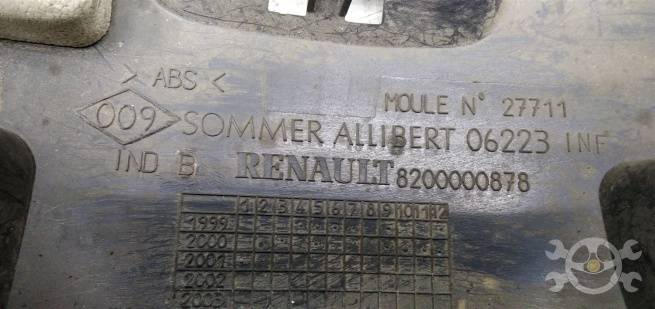 > ABS <
MOULE N° 27711
009 SOMMER ALLIBERT 06223 INF
IND B RENAULT 8200000878
1 2 3 4 5 6 7 8 9 10 11 12
1999
2000
2001
2002
2003